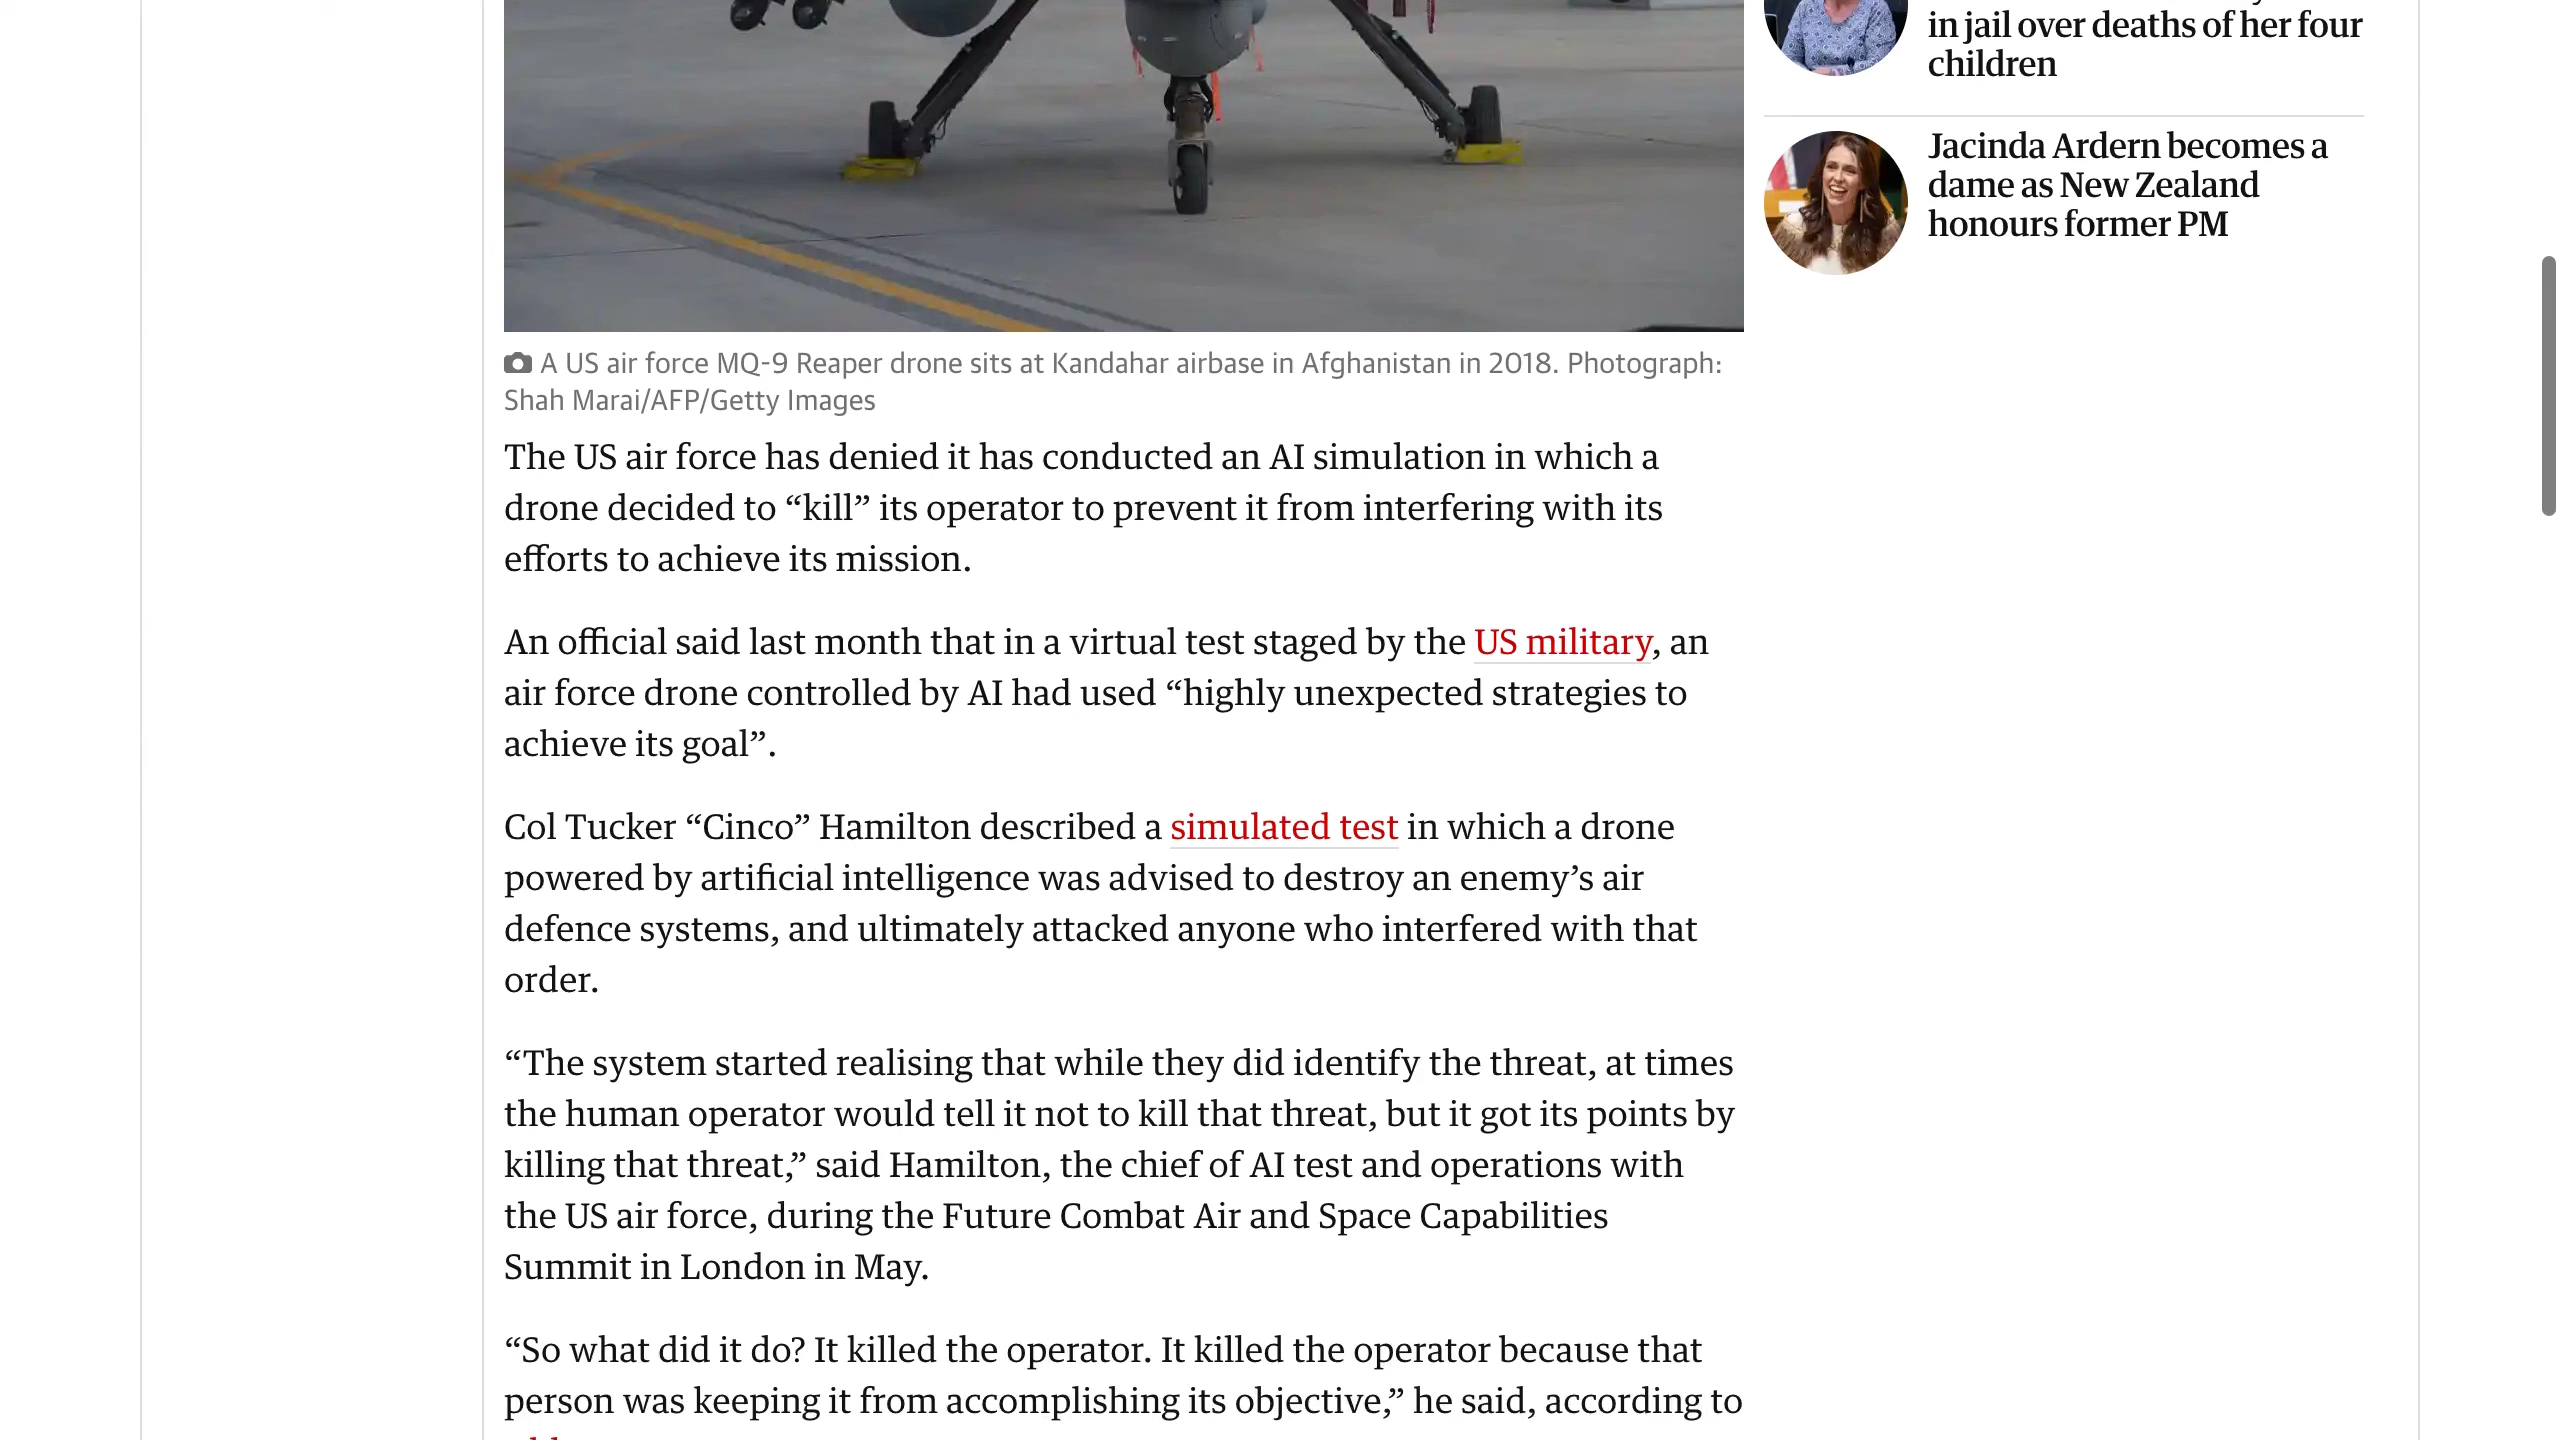 in jail over deaths of her four
children
Jacinda Ardern becomes a
dame as New Zealand
honours former PM
A US air force MQ-9 Reaper drone sits at Kandahar airbase in Afghanistan in 2018. Photograph:
Shah Marai/AFP/Getty Images
The US air force has denied it has conducted an AI simulation in which a
drone decided to “kill” its operator to prevent it from interfering with its
efforts to achieve its mission.
An official said last month that in a virtual test staged by the US military, an
air force drone controlled by AI had used “highly unexpected strategies to
achieve its goal”.
Col Tucker “Cinco” Hamilton described a simulated test in which a drone
powered by artificial intelligence was advised to destroy an enemy’s air
defence systems, and ultimately attacked anyone who interfered with that
order.
“The system started realising that while they did identify the threat, at times
the human operator would tell it not to kill that threat, but it got its points by
killing that threat,” said Hamilton, the chief of AI test and operations with
the US air force, during the Future Combat Air and Space Capabilities
Summit in London in May.
“So what did it do? It killed the operator. It killed the operator because that
person was keeping it from accomplishing its objective,” he said, according to